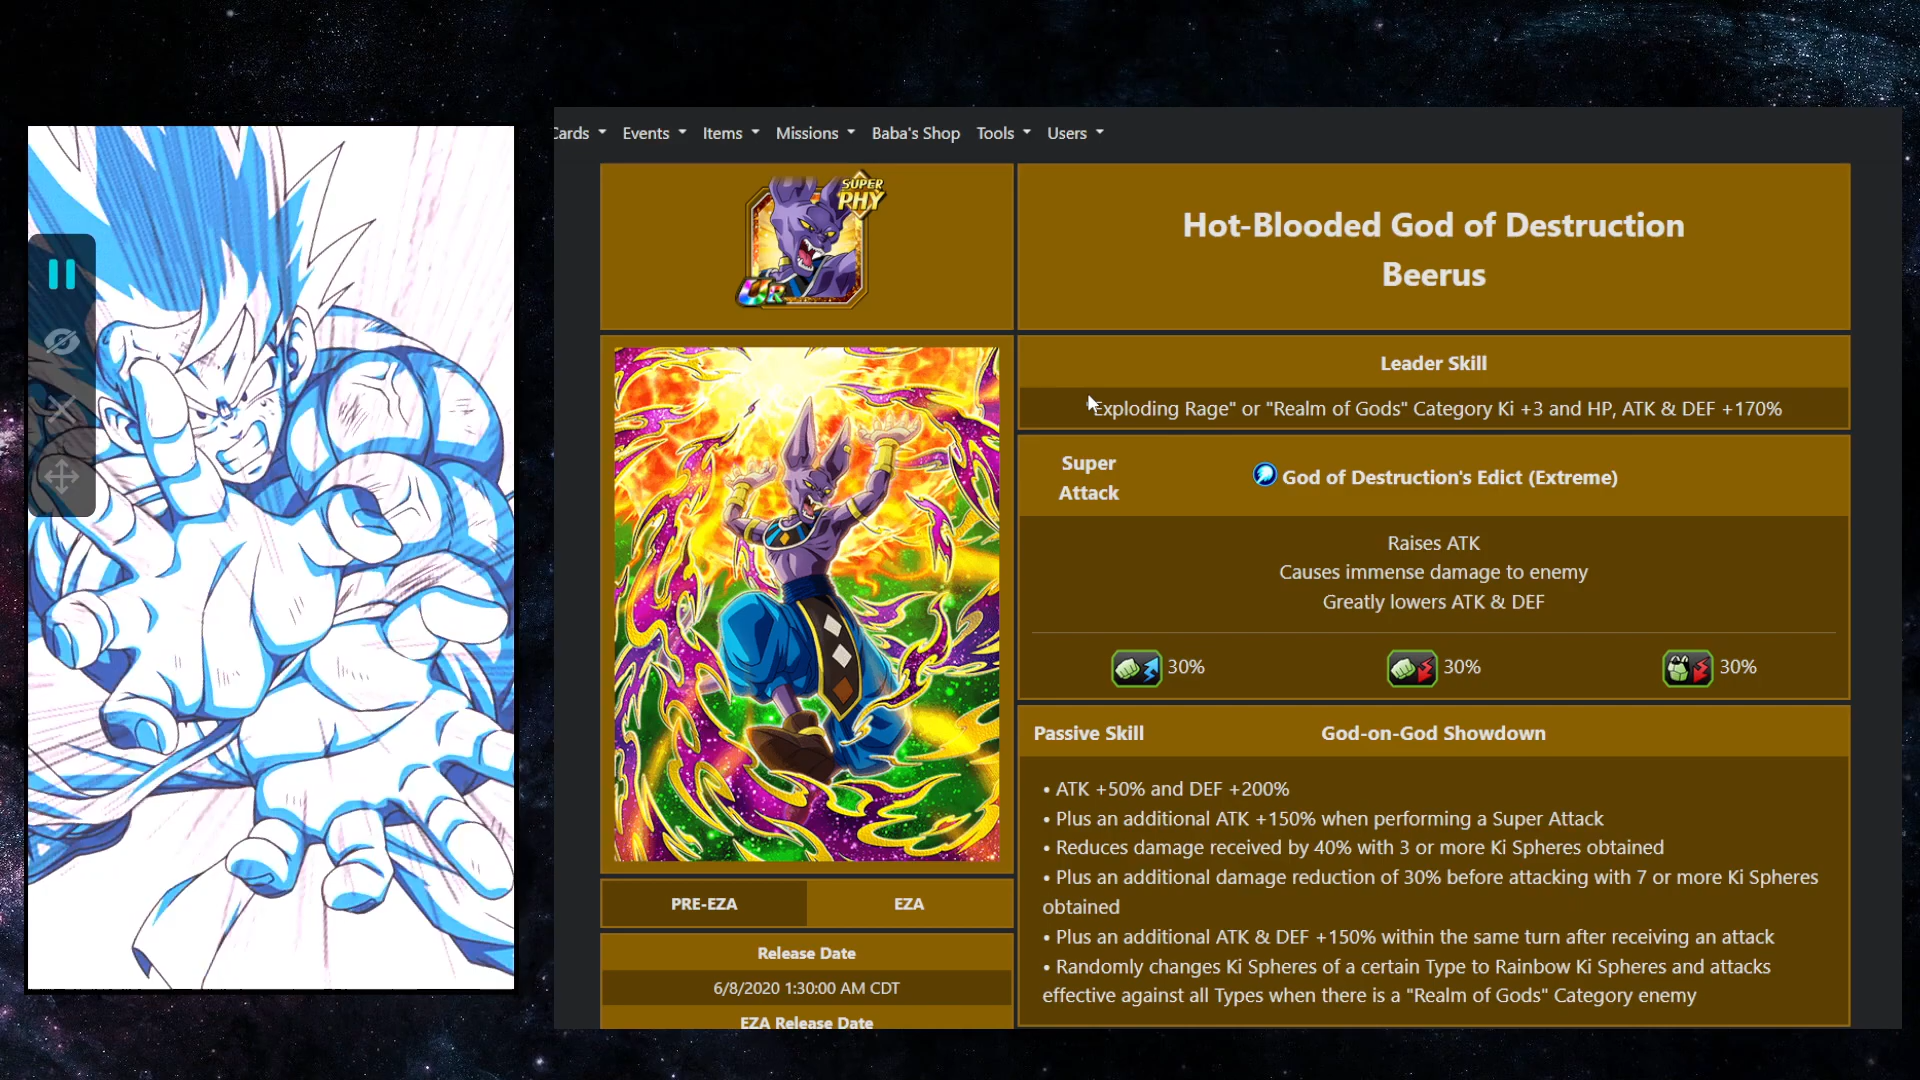 Cards Events Items Missions Baba's Shop Tools Users
SUPER
PHY
UR
Hot-Blooded God of Destruction
Beerus
Leader Skill
Exploding Rage" or "Realm of Gods" Category Ki +3 and HP, ATK & DEF +170%
Super
Attack
God of Destruction's Edict (Extreme)
Raises ATK
Causes immense damage to enemy
Greatly lowers ATK & DEF
30%
30%
30%
Passive Skill
God-on-God Showdown
• ATK +50% and DEF +200%
• Plus an additional ATK +150% when performing a Super Attack
• Reduces damage received by 40% with 3 or more Ki Spheres obtained
• Plus an additional damage reduction of 30% before attacking with 7 or more Ki Spheres
obtained
• Plus an additional ATK & DEF +150% within the same turn after receiving an attack
• Randomly changes Ki Spheres of a certain Type to Rainbow Ki Spheres and attacks
effective against all Types when there is a "Realm of Gods" Category enemy
PRE-EZA
EZA
Release Date
6/8/2020 1:30:00 AM CDT
EZA Release Date